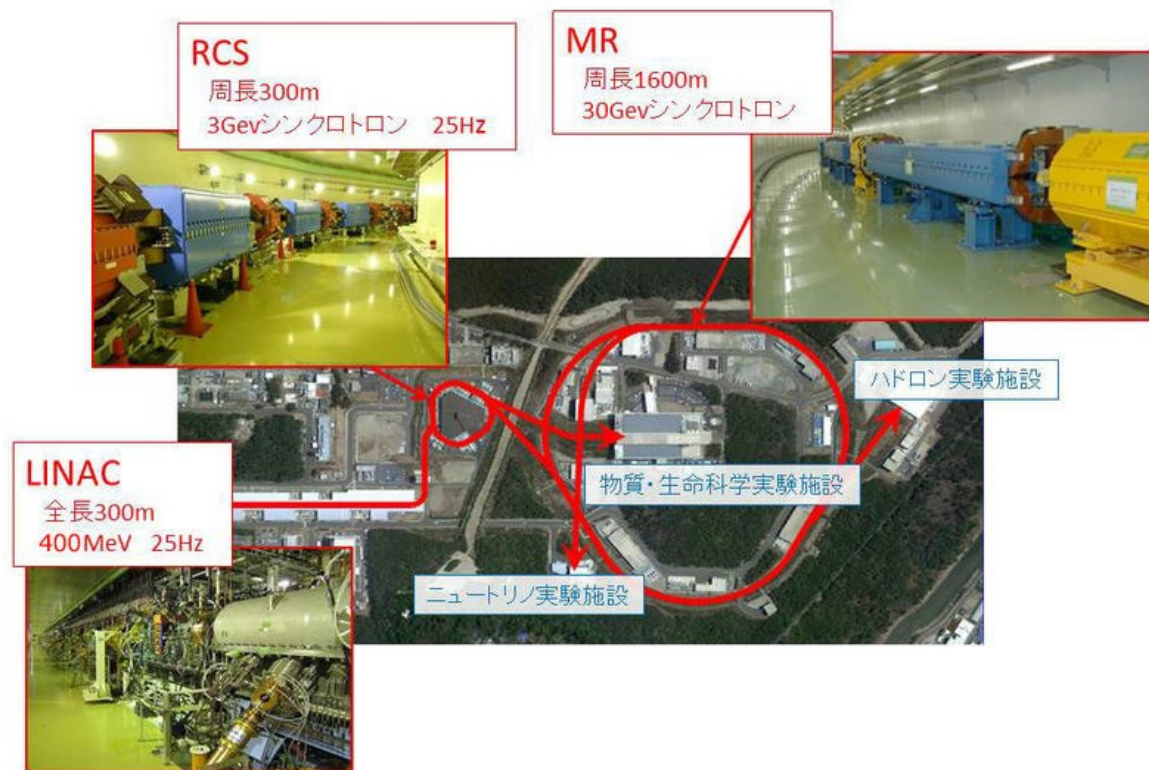 RCS
周長300m
3Gevシンクロトロン 25Hz
MR
周長1600m
30Gevシンクロトロン
ハドロン実験施設
物質・生命科学実験施設
ニュートリノ実験施設
LINAC
全長300m
400MeV 25Hz